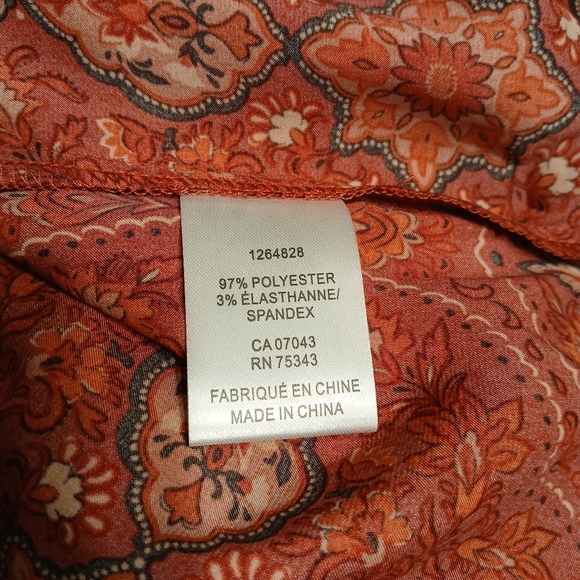 1264828
97% POLYESTER
3% ÉLASTHANNE/
SPANDEX
CA 07043
RN 75343
FABRIQUÉ EN CHINE
MADE IN CHINA